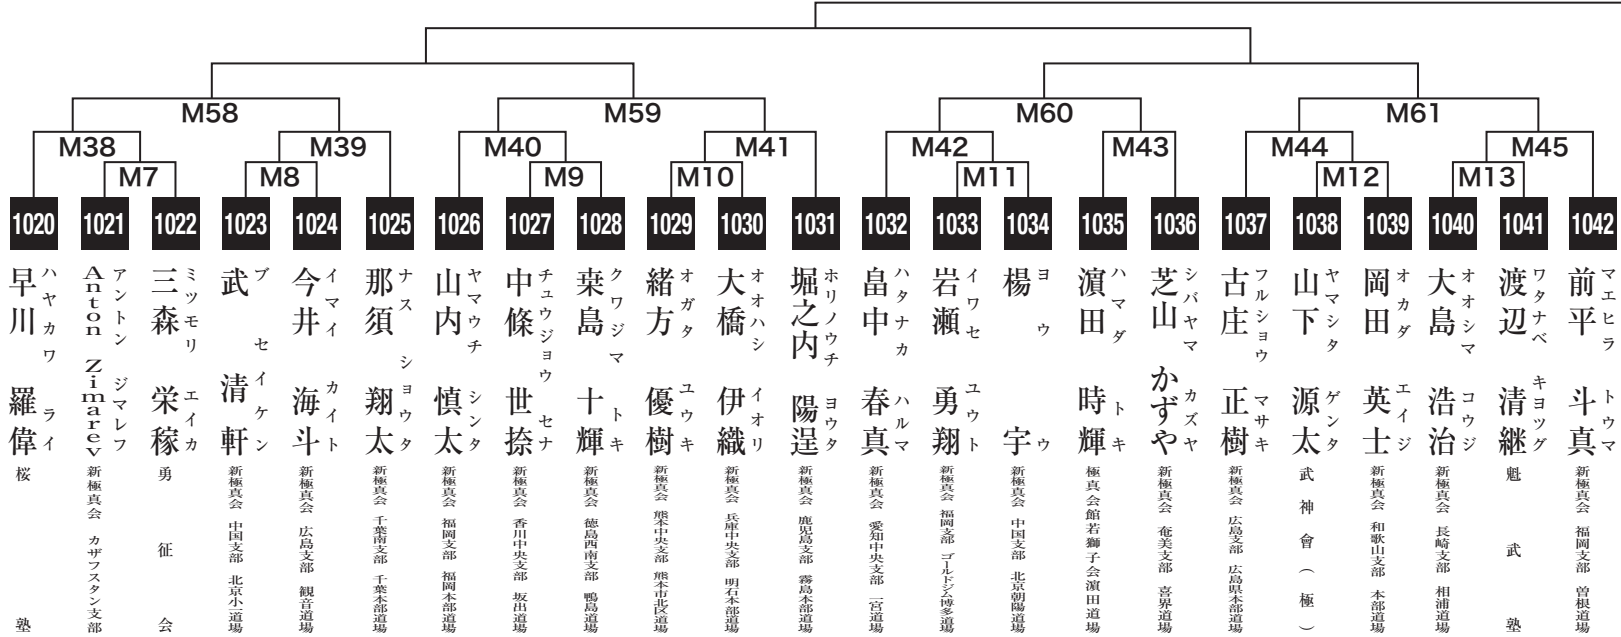 M58
M59
M60
M61
M38
M39
M40
M41
M42
M43
M44
M45
M7
M8
M9
M10
M11
M12
M13
1020
早川 羅偉
ハヤカワ ライ
桜塾
1021
Anton Zimarev
アントン ジマレフ
新極真会 カザフスタン支部
1022
三森 栄稼
ミツモリ エイカ
勇征会
1023
武 清軒
ブ セイケン
新極真会 中国支部 北京小二道場
1024
今井 海斗
イマイ カイト
新極真会 広島支部 観音道場
1025
那須 翔太
ナス ショウタ
新極真会 千葉南支部 千葉本部道場
1026
山内 慎太
ヤマウチ シンタ
新極真会 福岡支部 福岡本部道場
1027
中條 世捺
チュウジョウ セナ
新極真会 香川中央支部 坂出道場
1028
桒島 十輝
クワジマ トキ
新極真会 徳島西南支部 鴨島道場
1029
緒方 優樹
オガタ ユウキ
新極真会 熊本中央支部 熊本市北区道場
1030
大橋 伊織
オオハシ イオリ
新極真会 兵庫中央支部 明石本部道場
1031
堀之内 陽逞
ホリノウチ ヨウタ
新極真会 鹿児島支部 霧島本部道場
1032
畠中 春真
ハタナカ ハルマ
新極真会 愛知中央支部 一宮道場
1033
岩瀬 勇翔
イワセ ユウト
新極真会 福岡支部 ゴールドジム博多道場
1034
楊 宇
ヨウ ウ
新極真会 中国支部 北京朝陽道場
1035
濵田 時輝
ハマダ トキ
極真会館若獅子会濵田道場
1036
芝山 かずや
シバヤマ カズヤ
新極真会 奄美支部 喜界道場
1037
古庄 正樹
フルショウ マサキ
新極真会 広島支部 広島県本部道場
1038
山下 源太
ヤマシタ ゲンタ
武神會(極)
1039
岡田 英士
オカダ エイジ
新極真会 和歌山支部 本部道場
1040
大島 浩治
オオシマ コウジ
新極真会 長崎支部 相浦道場
1041
渡辺 清継
ワタナベ キヨツグ
魁武塾
1042
前平 斗真
マエヒラ トウマ
新極真会 福岡支部 曽根道場